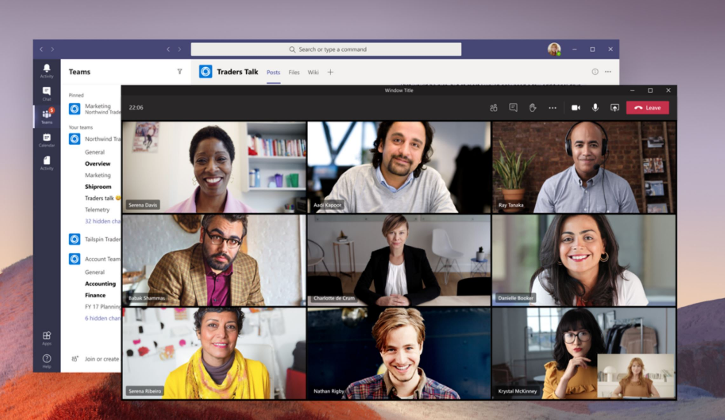 Search or type a command
Activity
Chat
Teams
Calendar
Activity
Apps
Help
Teams
Pinned
Marketing
Northwind Trade
Your teams
Northwind Trad
General
Overview
Marketing
Shiproom
Traders talk
Telemetry
32 hidden cha
Tailspin Trader
Account Team
General
Accounting
Finance
FY 17 Planning
6 hidden chan
Join or create
Traders Talk Posts Files Wiki
Window Title
22:06
Leave
Serena Davis
Aadi Kapoor
Ray Tanaka
Babak Shammas
Charlotte de Crum
Danielle Booker
Serena Ribeiro
Nathan Rigby
Krystal McKinney